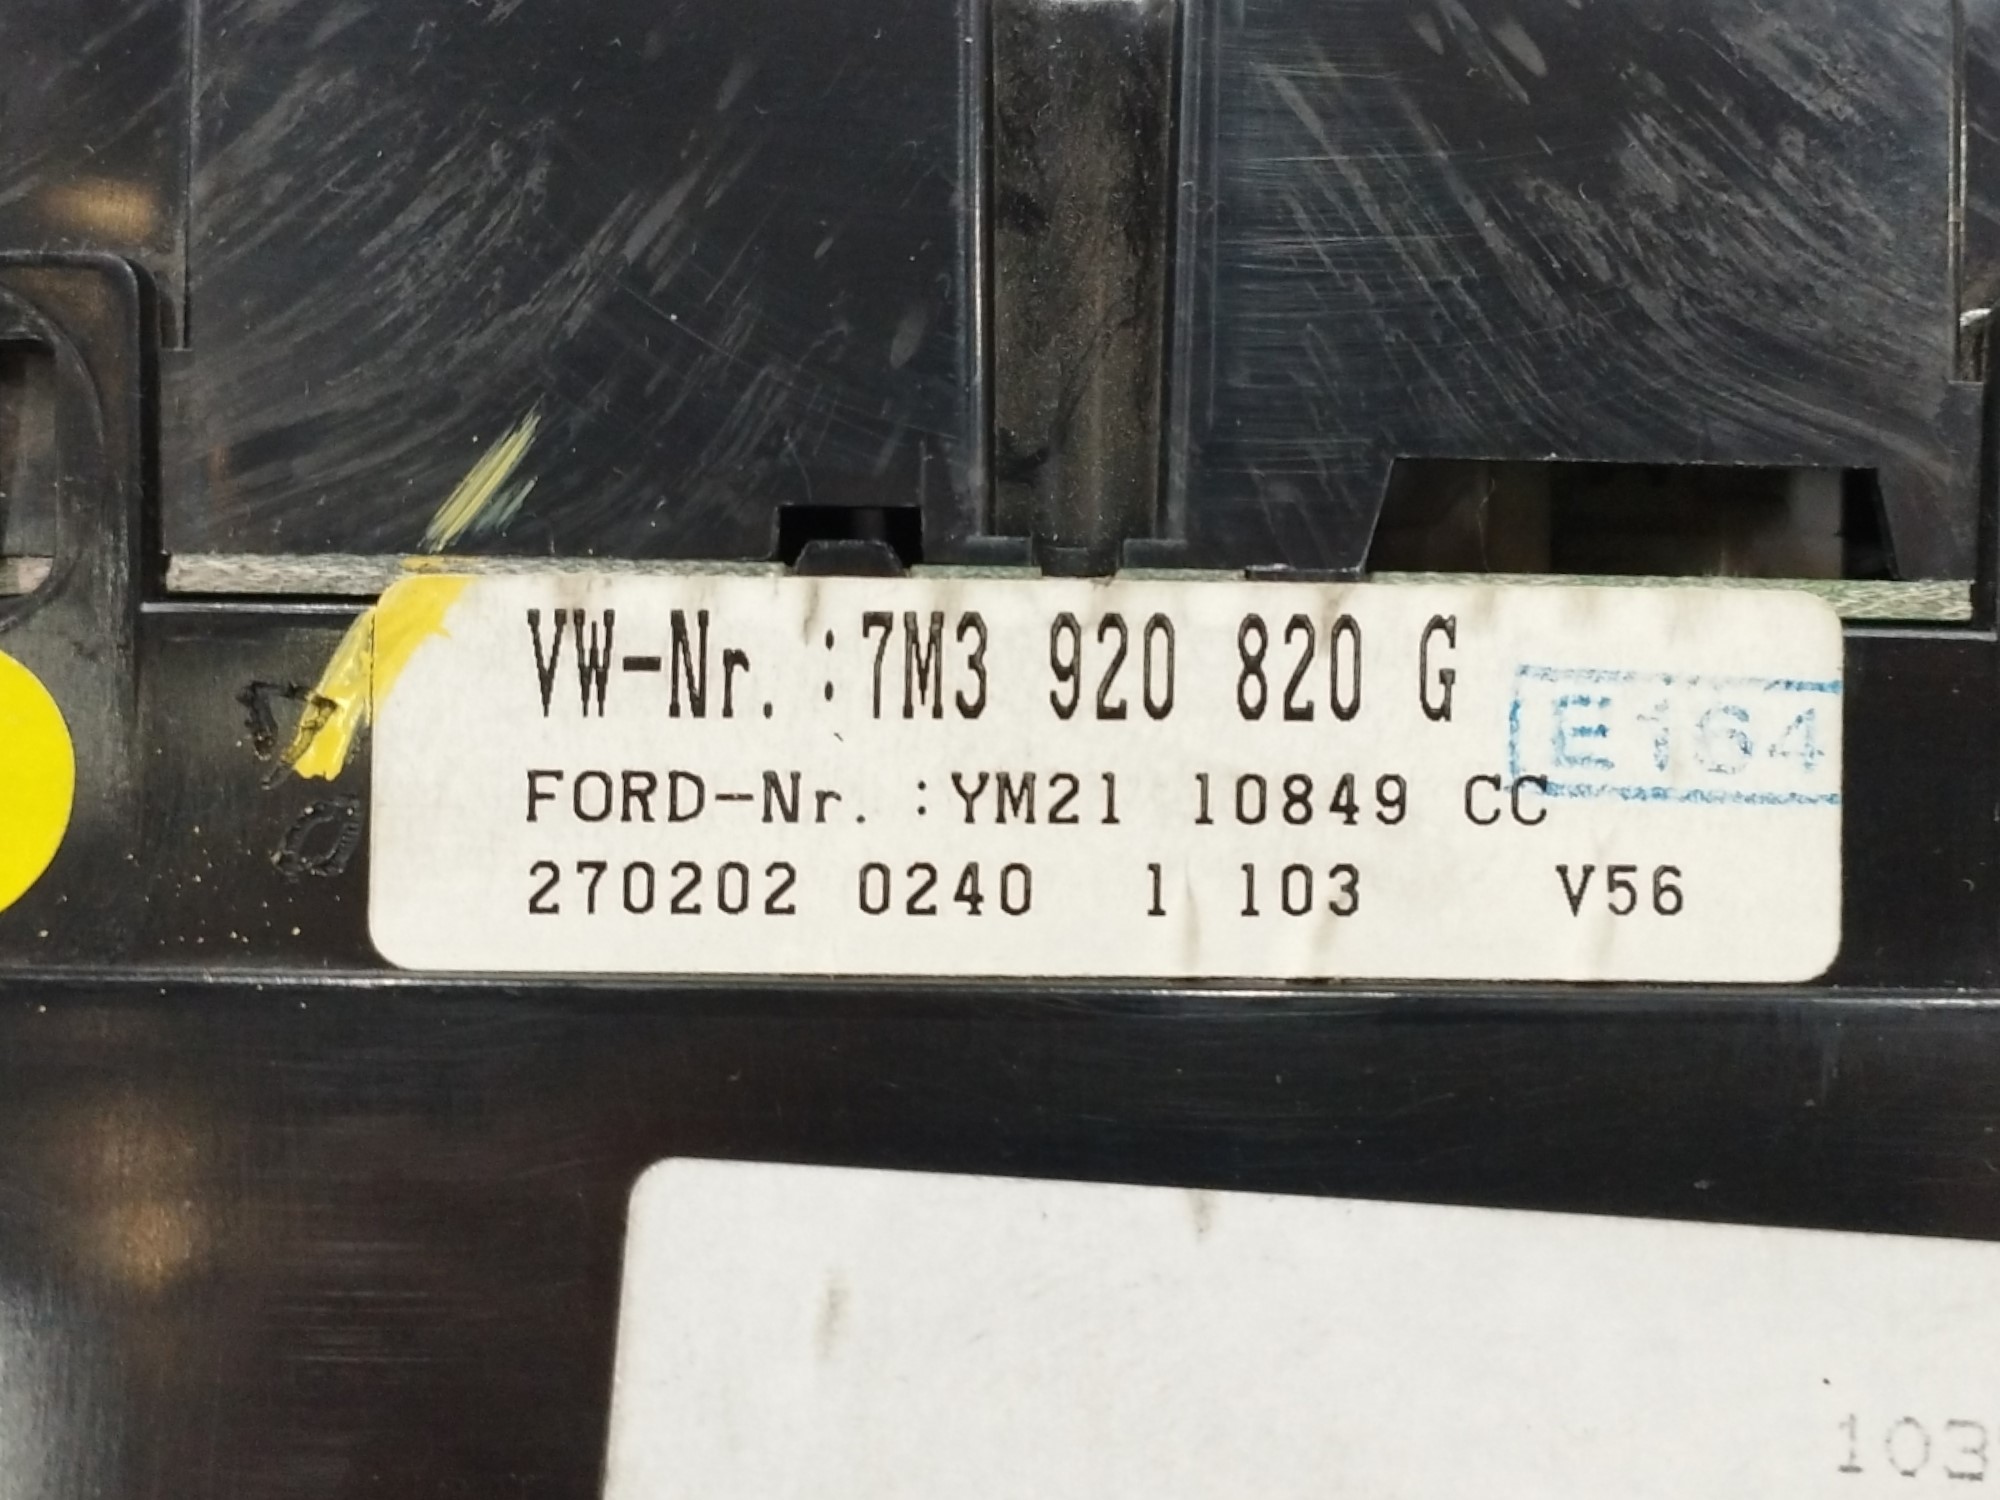 VW-Nr. :7M3 920 820 G
E164
FORD-Nr. :YM21 10849 CC
270202 0240 1 103 V56
103